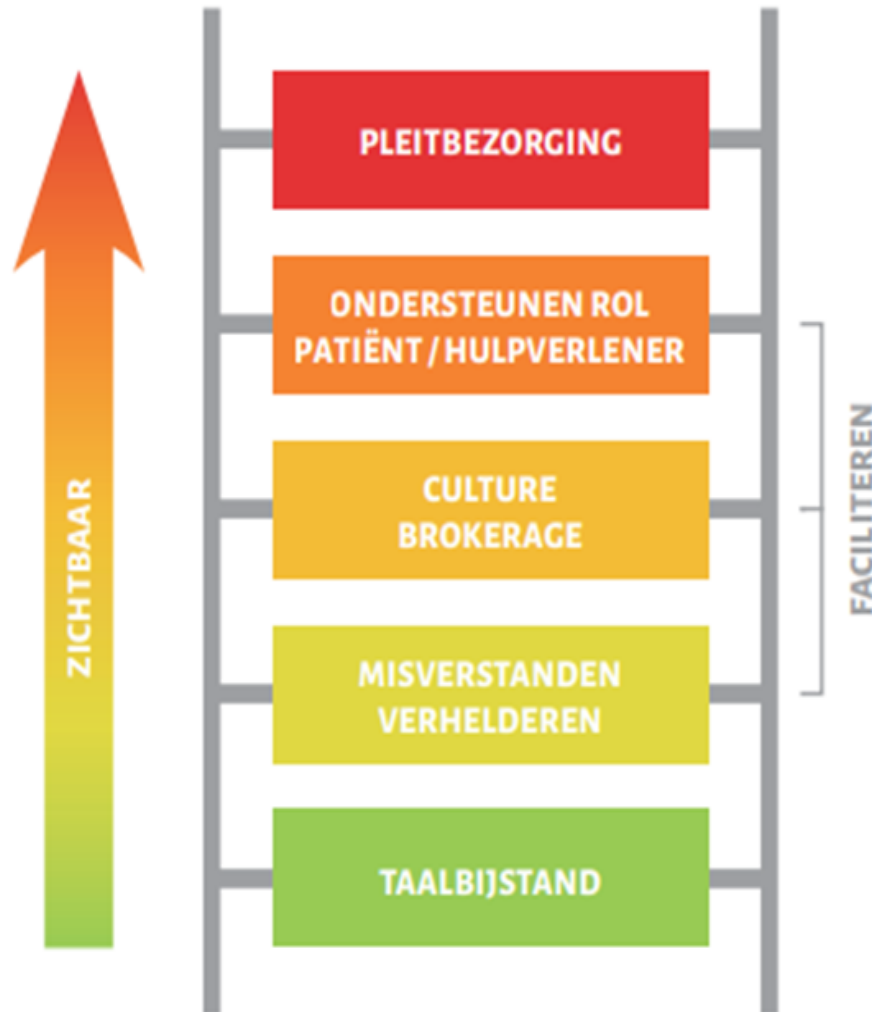 PLEITBEZORGING
ONDERSTEUNEN ROL
PATIËNT / HULPVERLENER
CULTURE
BROKERAGE
MISVERSTANDEN
VERHELDEREN
TAALBIJSTAND
ZICHTBAAR
FACILITEREN